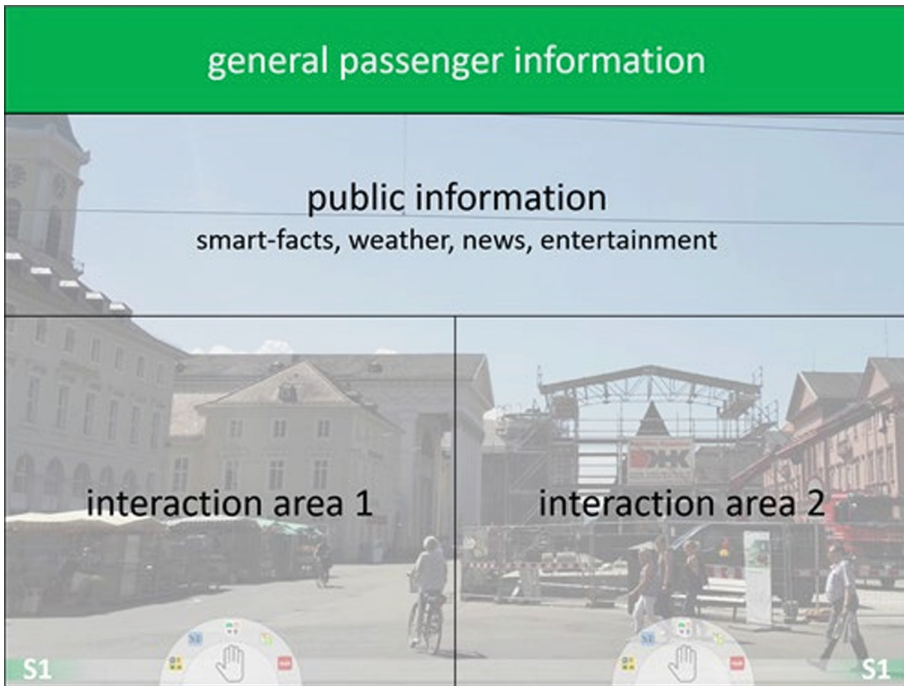 general passenger information
public information
smart-facts, weather, news, entertainment
interaction area 1
interaction area 2
S1
S1